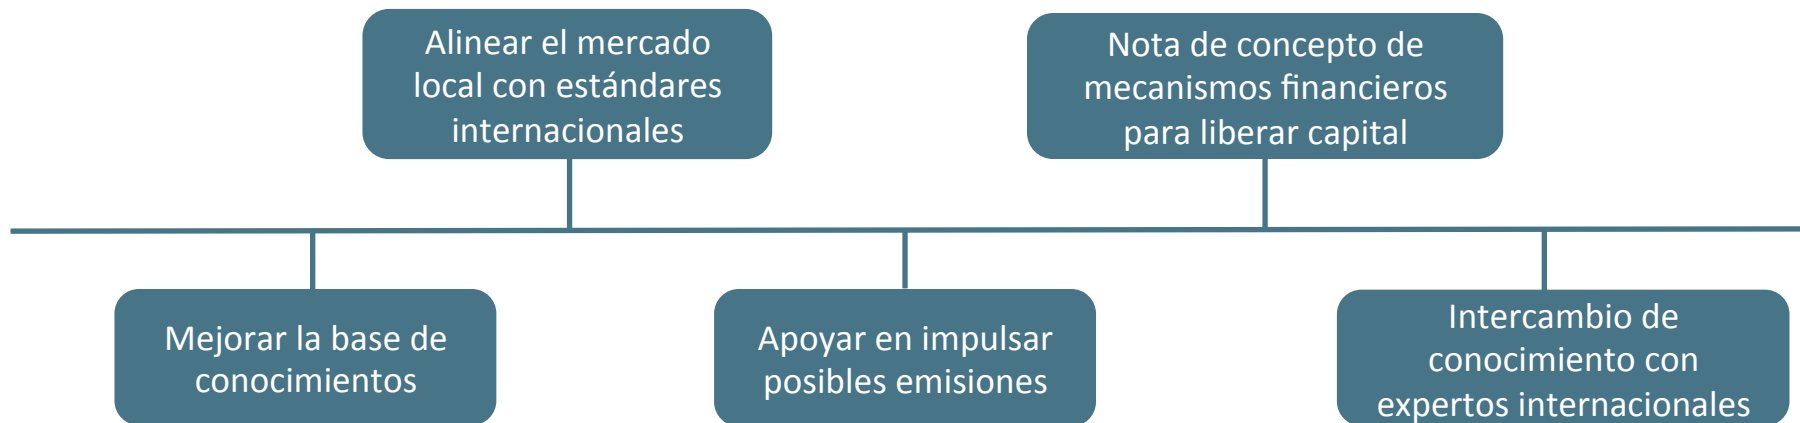 Alinear el mercado
local con estándares
internacionales
Nota de concepto de
mecanismos financieros
para liberar capital
Mejorar la base de
conocimientos
Apoyar en impulsar
posibles emisiones
Intercambio de
conocimiento con
expertos internacionales